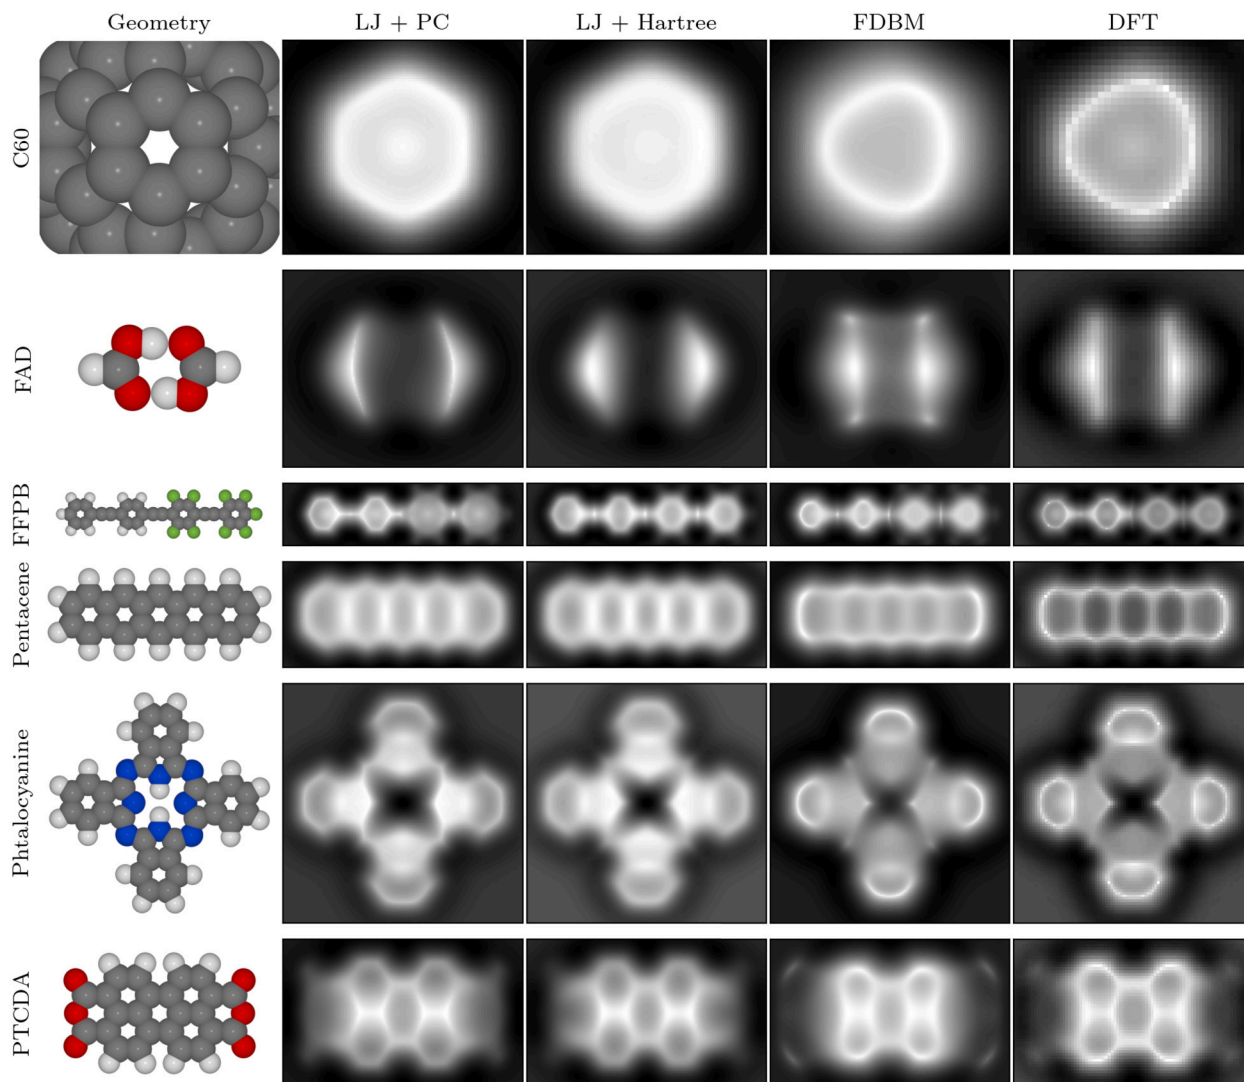 Geometry LJ + PC LJ + Hartree FDBM DFT
C60
FAD
FFPB
Pentacene
Phtalocyanine
PTCDA